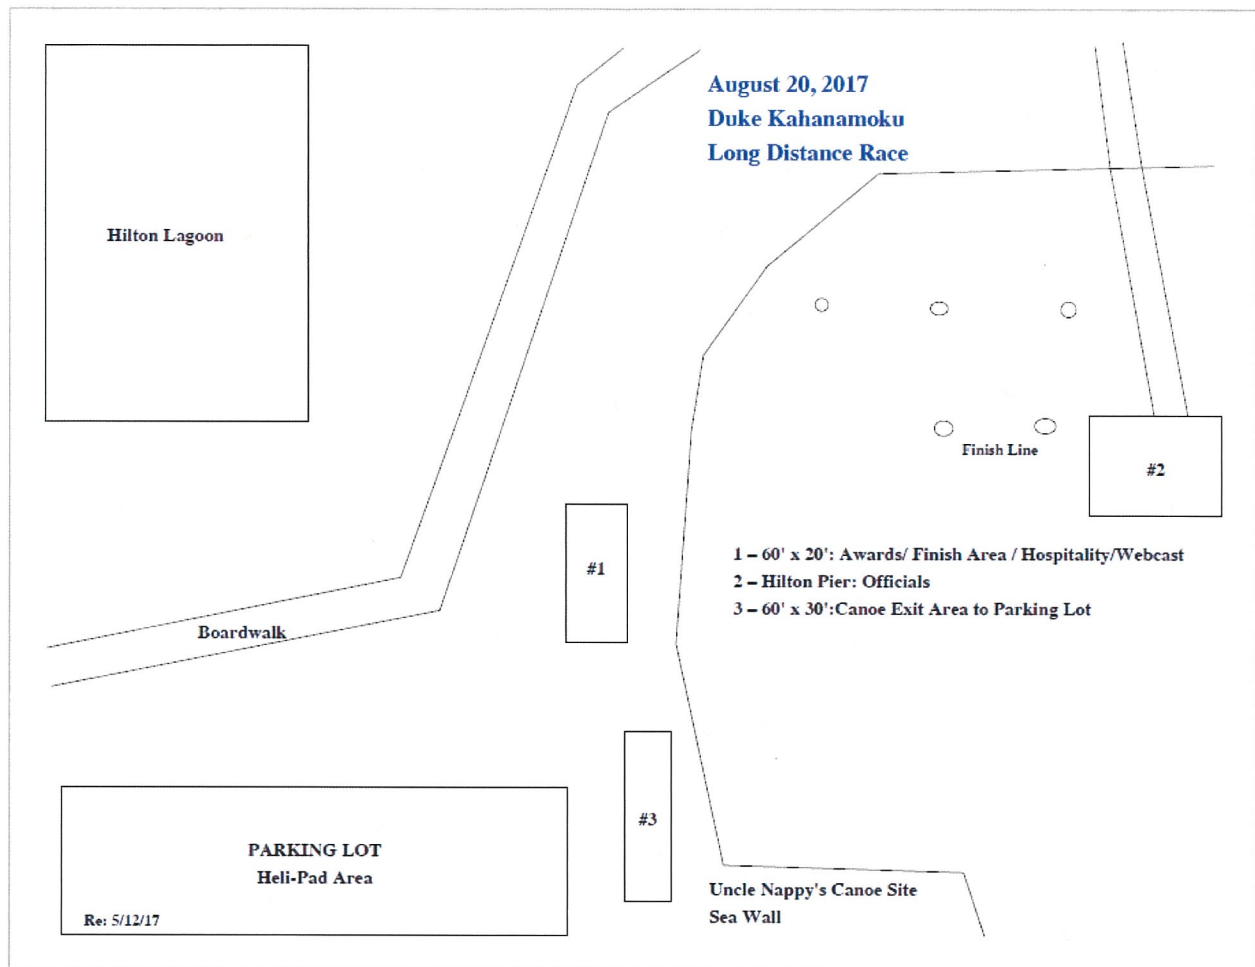 August 20, 2017
Duke Kahanamoku
Long Distance Race
Hilton Lagoon
Finish Line
#2
#1
1 – 60' x 20': Awards/ Finish Area / Hospitality/Webcast
2 – Hilton Pier: Officials
3 – 60' x 30':Canoe Exit Area to Parking Lot
Boardwalk
#3
PARKING LOT
Heli-Pad Area
Re: 5/12/17
Uncle Nappy's Canoe Site
Sea Wall